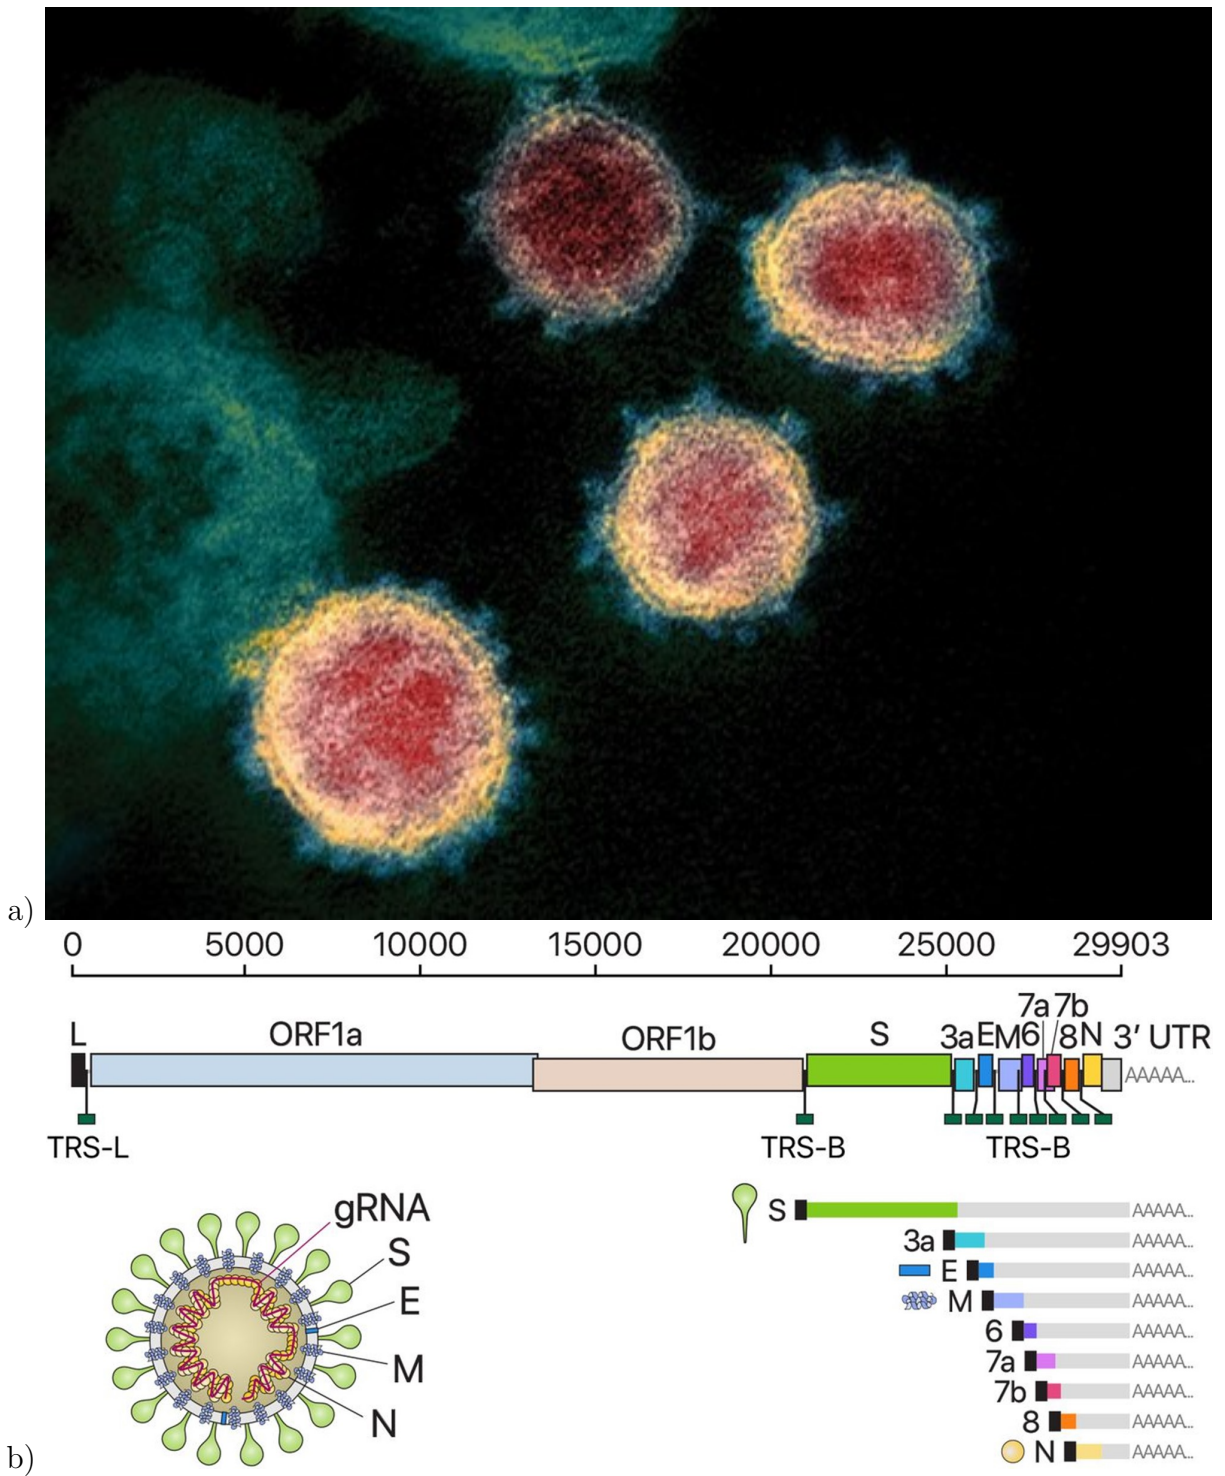 a)
0 5000 10000 15000 20000 25000 29903
7a 7b
L ORF1a ORF1b S 3a E M 6 8 N 3′ UTR
AAAAA...
TRS-L TRS-B TRS-B
gRNA
S
E
M
N
S AAAAA...
3a AAAAA...
E AAAAA...
M AAAAA...
6 AAAAA...
7a AAAAA...
7b AAAAA...
8 AAAAA...
N AAAAA...
b)